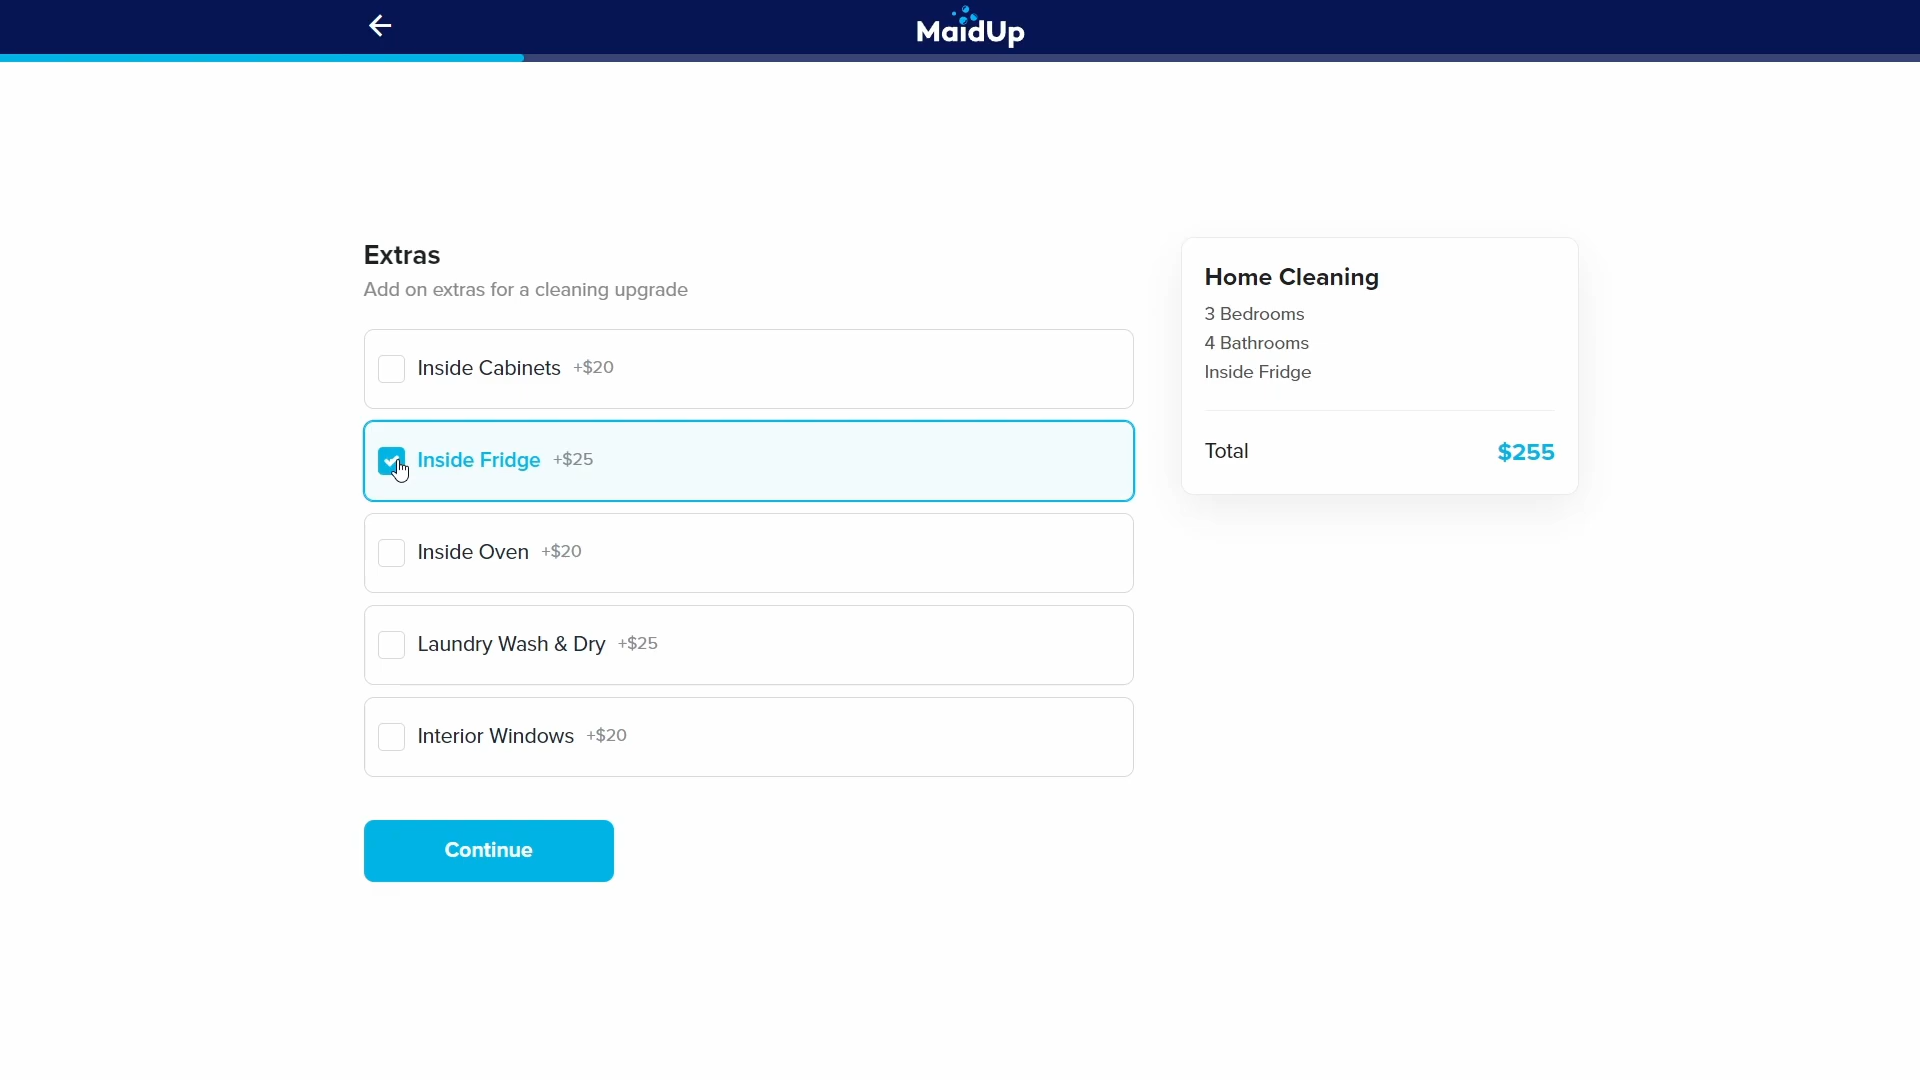 MaidUp
Extras
Add on extras for a cleaning upgrade
Inside Cabinets +$20
Inside Fridge +$25
Inside Oven +$20
Laundry Wash & Dry +$25
Interior Windows +$20
Continue
Home Cleaning
3 Bedrooms
4 Bathrooms
Inside Fridge
Total $255